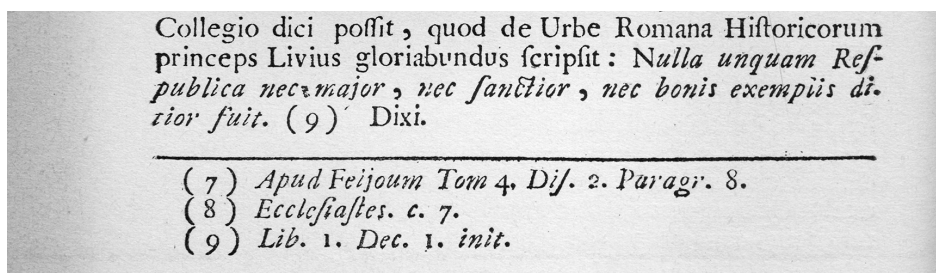 Collegio dici poſſit, quod de Urbe Romana Hiſtoricorum
princeps Livius gloriabundus ſcripſit: Nulla unquam Reſ-
publica nec major, nec ſanctior, nec bonis exemplis di-
tior fuit. (9) Dixi.
(7) Apud Feijoum Tom 4. Diſ. 2. Paragr. 8.
(8) Eccleſiaſtes. c. 7.
(9) Lib. 1. Dec. 1. init.